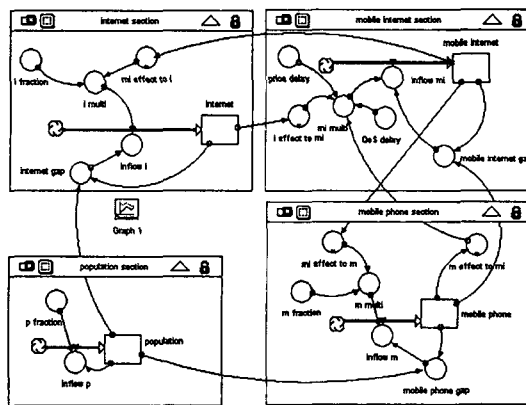 internet section
i fraction
mi effect to i
i multi
internet
internet gap
inflow i
mobile internet section
price delay
mobile internet
inflow mi
i effect to mi
mi multi
QoS delay
mobile internet gap
Graph 1
population section
p fraction
population
inflow p
mobile phone section
mi effect to m
m effect to mi
m fraction
m multi
mobile phone
inflow m
mobile phone gap